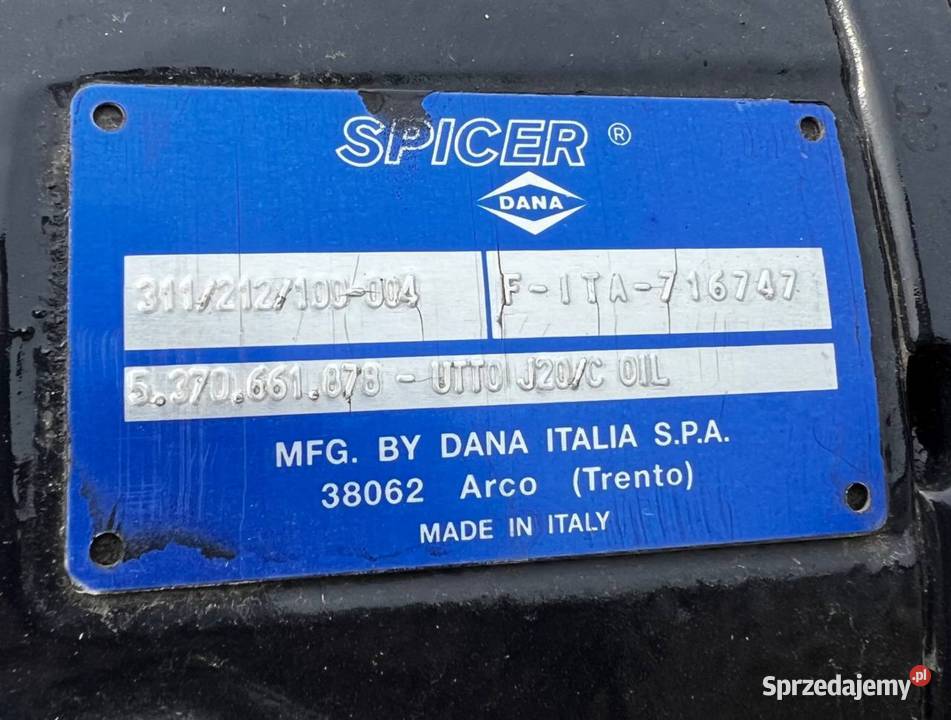 SPICER ®
DANA
311/212/100-004 F-ITA-716747
5.370.661.878 - UTTO J20/C OIL
MFG. BY DANA ITALIA S.P.A.
38062 Arco (Trento)
MADE IN ITALY
Sprzedajemy.pl